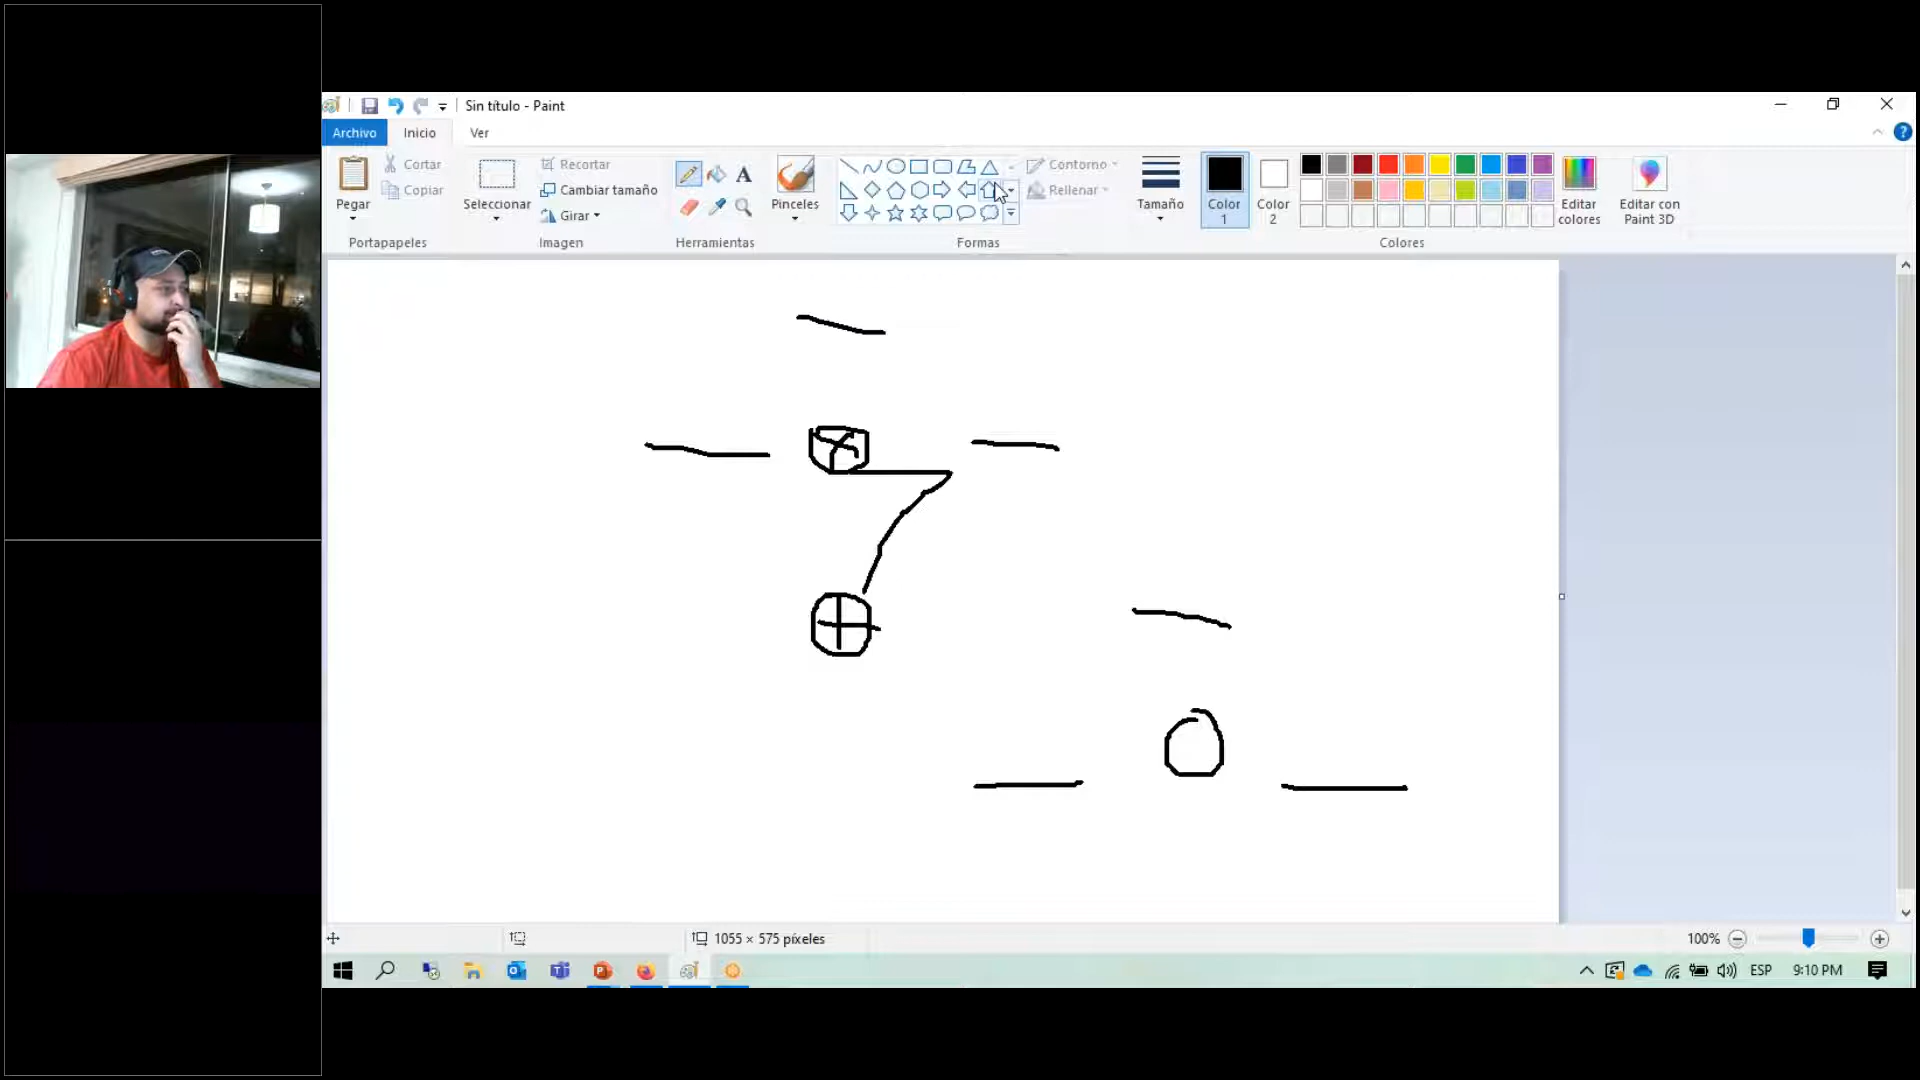 Sin título - Paint
Archivo Inicio Ver
Pegar
Cortar
Copiar
Portapapeles
Seleccionar
Recortar
Cambiar tamaño
Girar
Imagen
A
Herramientas
Pinceles
Formas
Contorno
Rellenar
Tamaño
Color 1
Color 2
Editar colores
Editar con Paint 3D
Colores
1055 × 575 píxeles
100%
ESP
9:10 PM